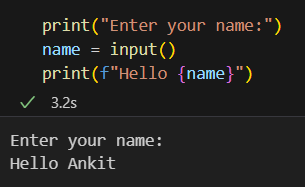 print("Enter your name:")
name = input()
print(f"Hello {name}")
3.2s
Enter your name:
Hello Ankit